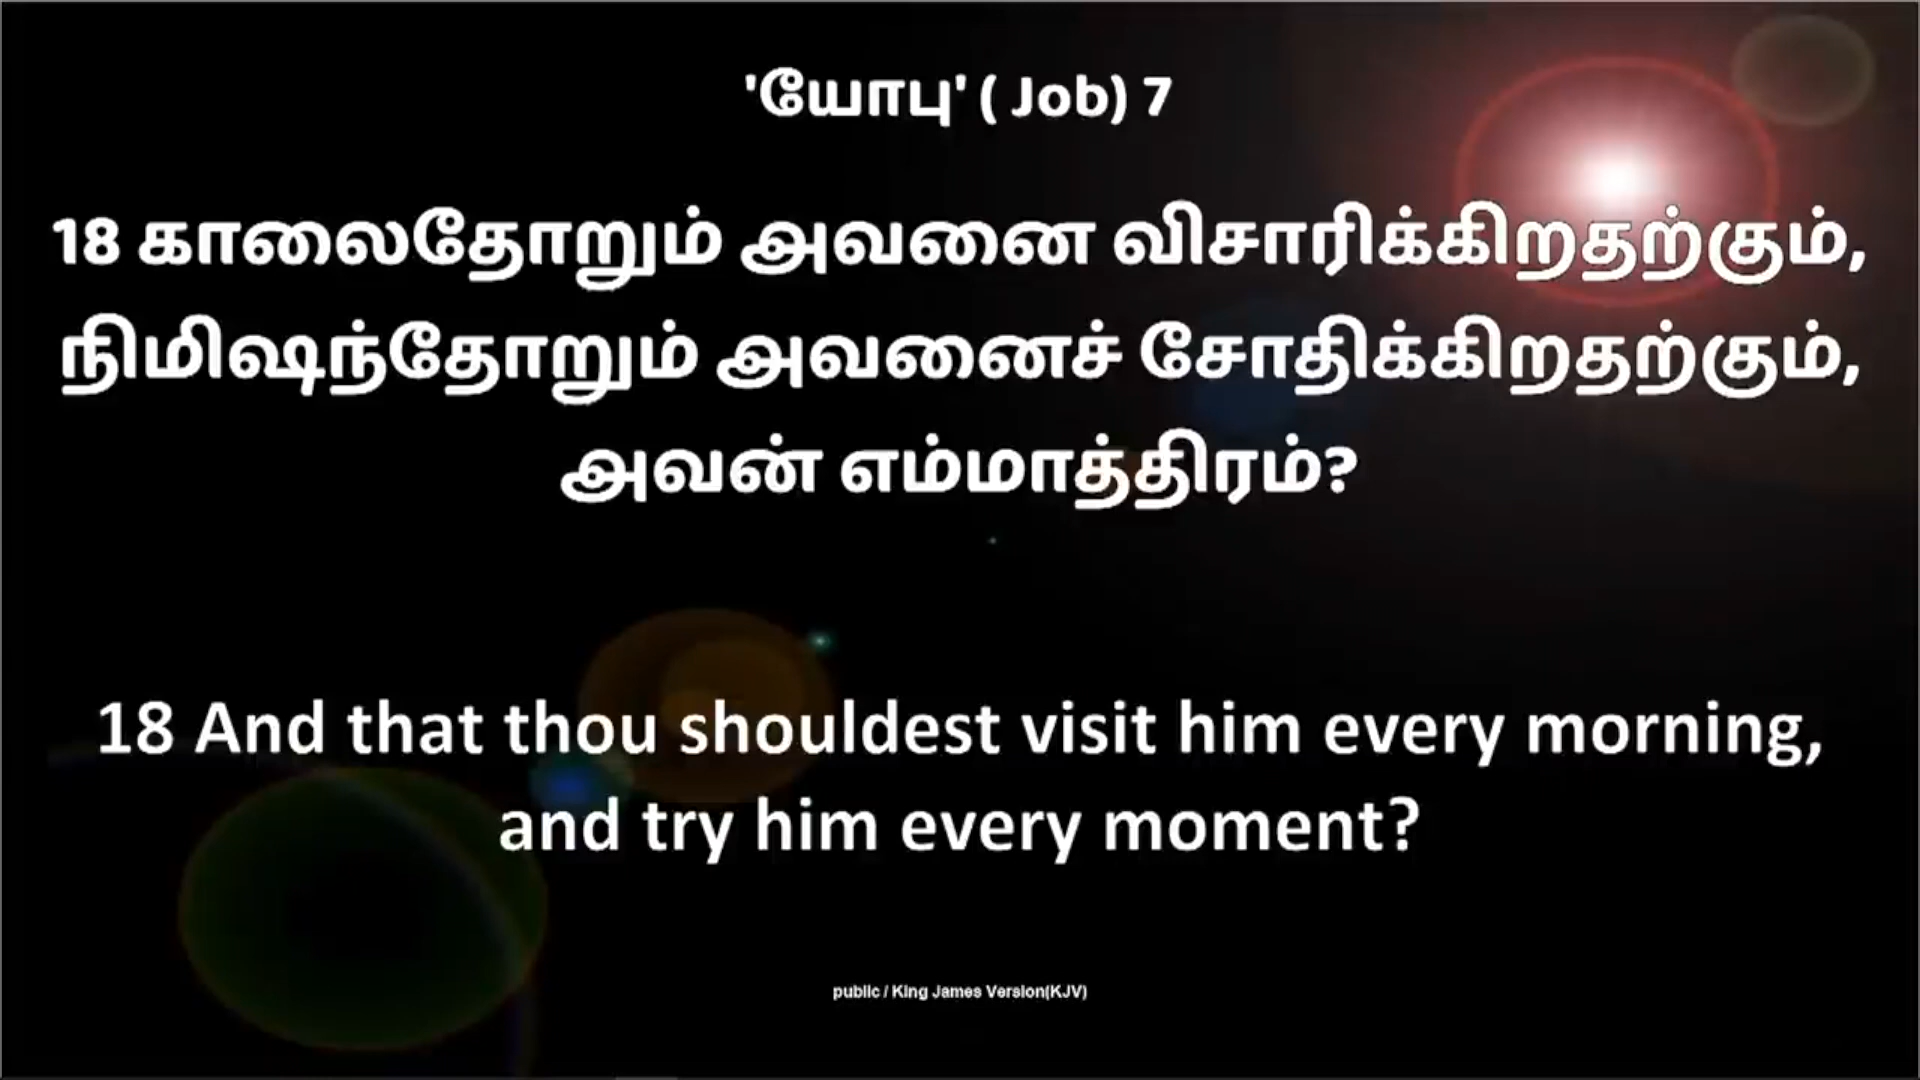 'யோபு' ( Job) 7
18 காலைதோறும் அவனை விசாரிக்கிறதற்கும்,
நிமிஷந்தோறும் அவனைச் சோதிக்கிறதற்கும்,
அவன் எம்மாத்திரம்?
18 And that thou shouldest visit him every morning,
and try him every moment?
public / King James Version(KJV)